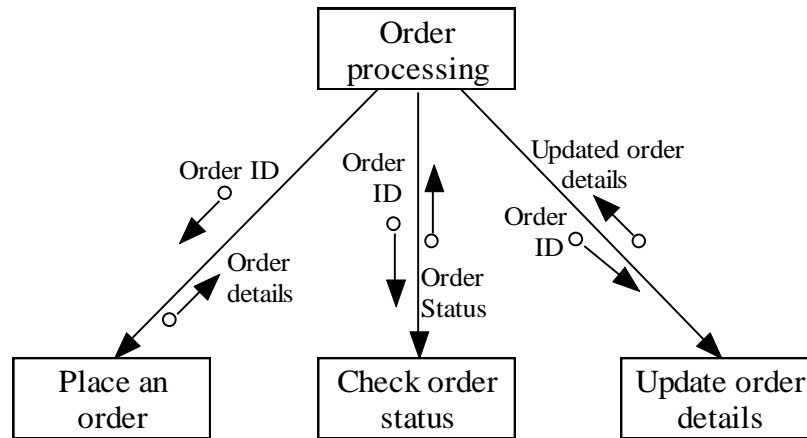 Order
processing
Order ID
Order
details
Order
ID
Order
Status
Updated order
details
Order
ID
Place an
order
Check order
status
Update order
details